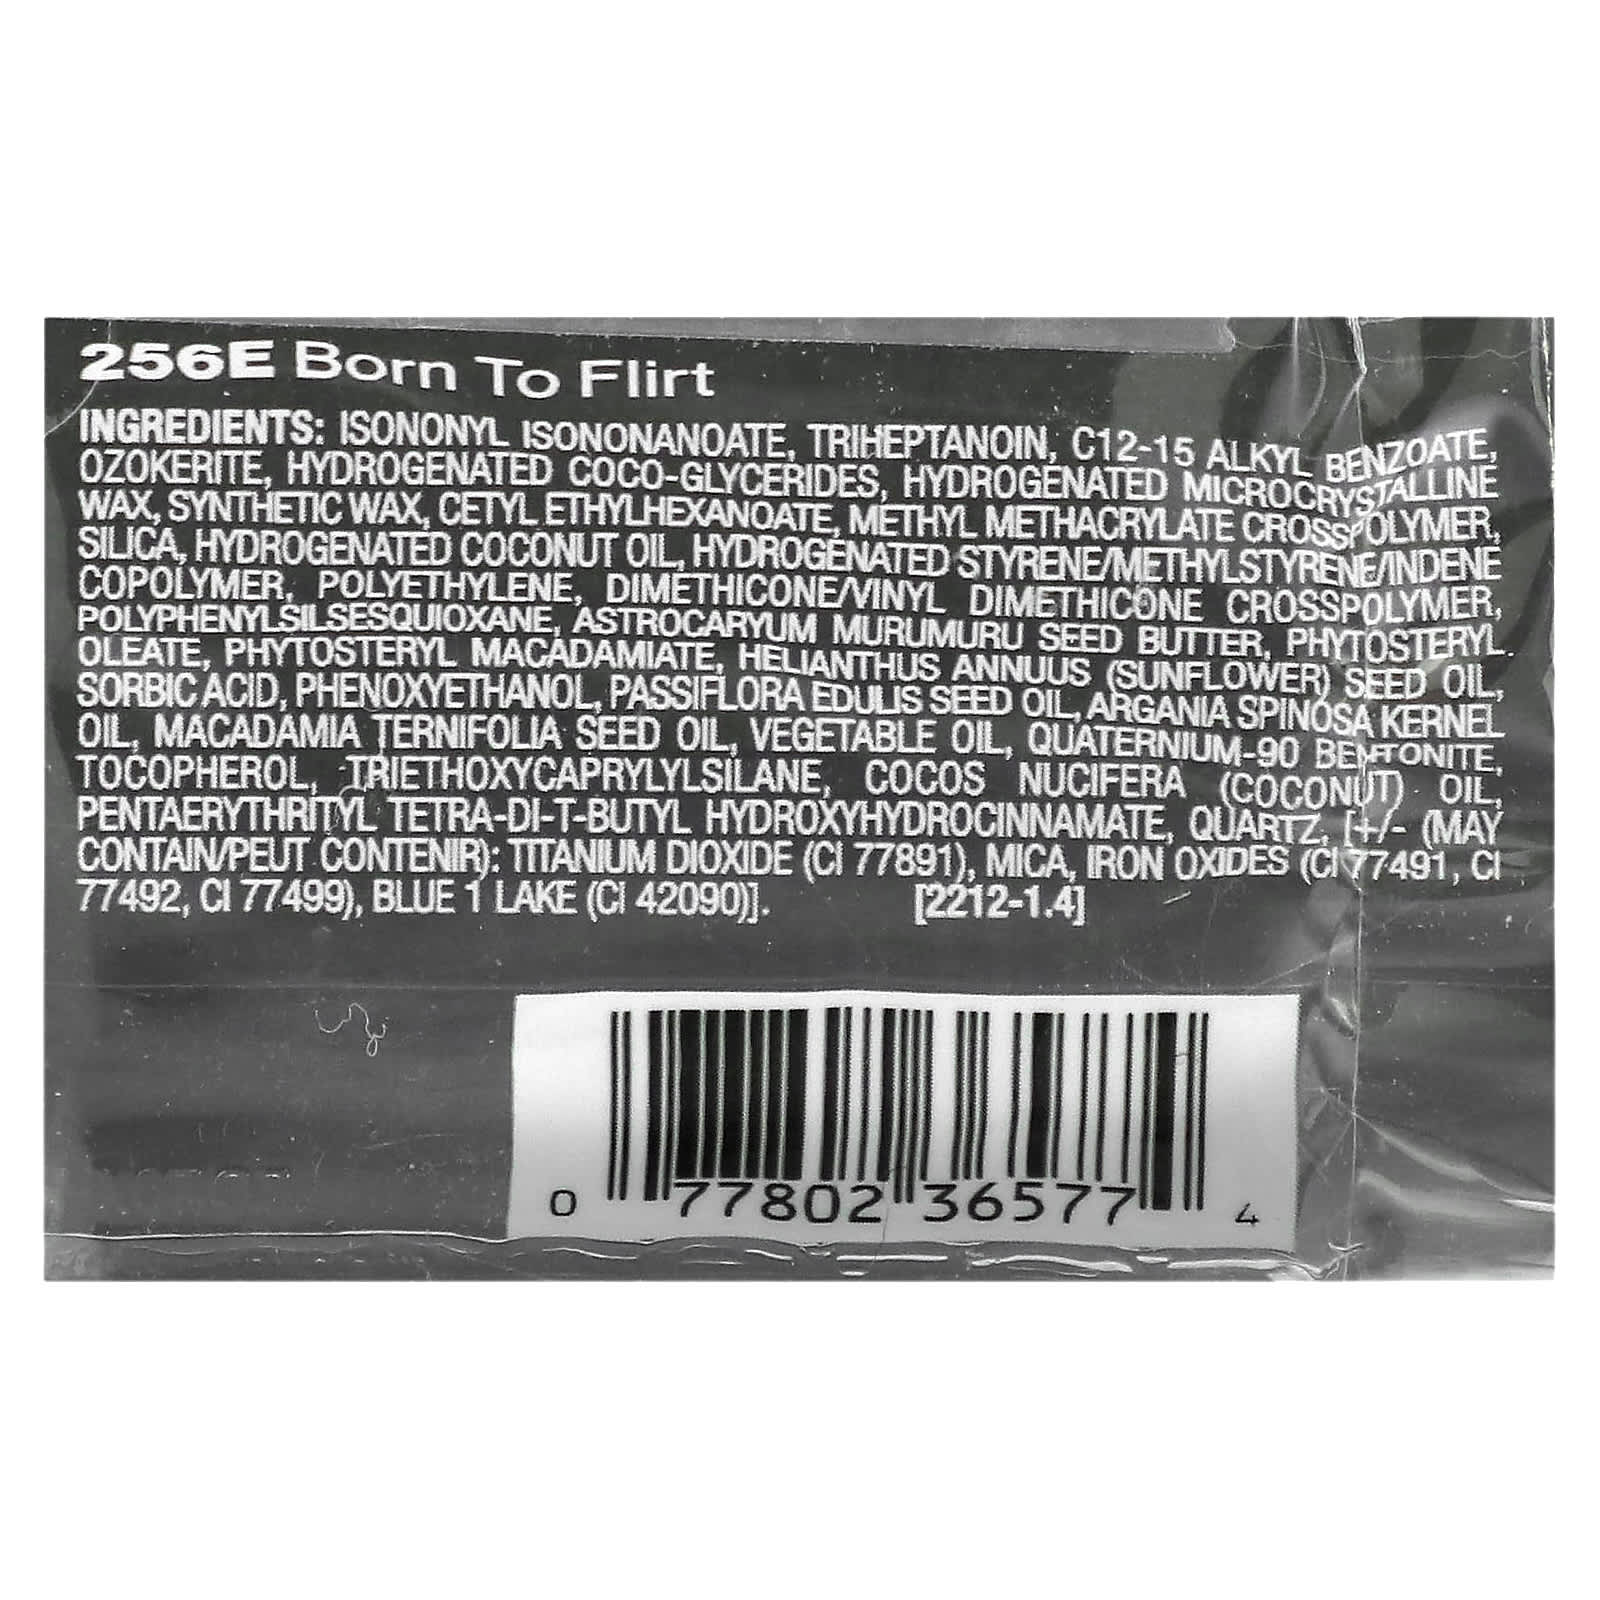 256E Born To Flirt
INGREDIENTS: ISONONYL ISONONANOATE, TRIHEPTANOIN, C12-15 ALKYL BENZOATE,
OZOKERITE, HYDROGENATED COCO-GLYCERIDES, HYDROGENATED MICROCRYSTALLINE
WAX, SYNTHETIC WAX, CETYL ETHYLHEXANOATE, METHYL METHACRYLATE CROSSPOLYMER,
SILICA, HYDROGENATED COCONUT OIL, HYDROGENATED STYRENE/METHYLSTYRENE/INDENE
COPOLYMER, POLYETHYLENE, DIMETHICONE/VINYL DIMETHICONE CROSSPOLYMER,
POLYPHENYLSILSESQUIOXANE, ASTROCARYUM MURUMURU SEED BUTTER, PHYTOSTERYL
OLEATE, PHYTOSTERYL MACADAMIATE, HELIANTHUS ANNUUS (SUNFLOWER) SEED OIL,
SORBIC ACID, PHENOXYETHANOL, PASSIFLORA EDULIS SEED OIL, ARGANIA SPINOSA KERNEL
OIL, MACADAMIA TERNIFOLIA SEED OIL, VEGETABLE OIL, QUATERNIUM-90 BENTONITE,
TOCOPHEROL, TRIETHOXYCAPRYLYLSILANE, COCOS NUCIFERA (COCONUT) OIL,
PENTAERYTHRITYL TETRA-DI-T-BUTYL HYDROXYHYDROCINNAMATE, QUARTZ, [+/- (MAY
CONTAIN/PEUT CONTENIR): TITANIUM DIOXIDE (CI 77891), MICA, IRON OXIDES (CI 77491, CI
77492, CI 77499), BLUE 1 LAKE (CI 42090)]. [2212-1.4]
0 77802 36577 4